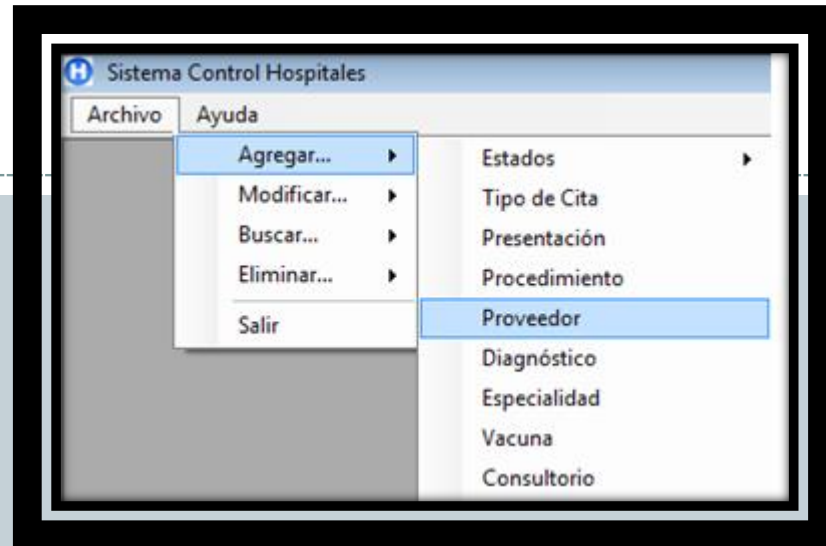 H Sistema Control Hospitales
Archivo Ayuda
Agregar...
Modificar...
Buscar...
Eliminar...
Salir
Estados
Tipo de Cita
Presentación
Procedimiento
Proveedor
Diagnóstico
Especialidad
Vacuna
Consultorio